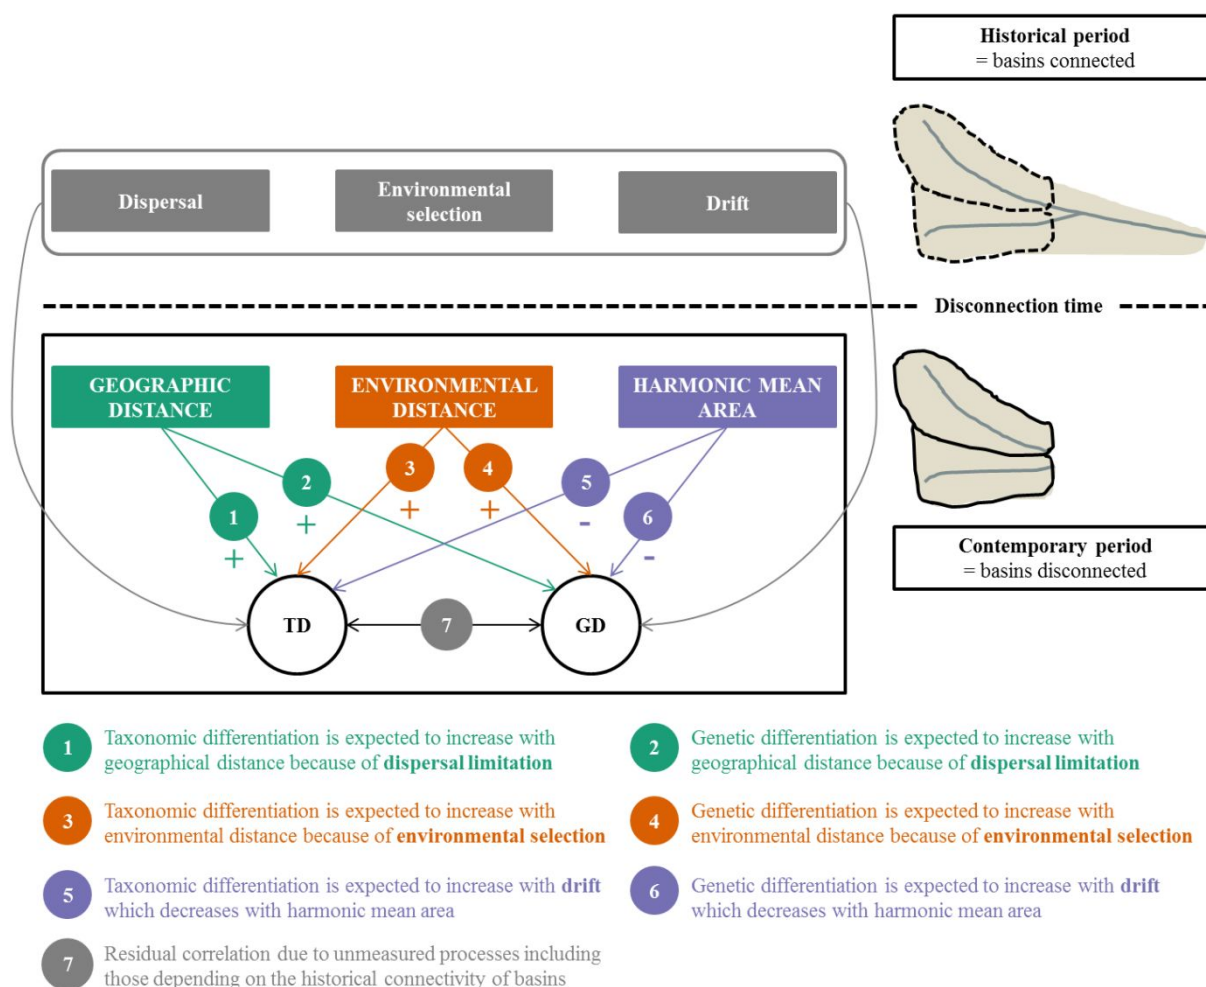 Historical period
= basins connected
Dispersal
Environmental
selection
Drift
Disconnection time
GEOGRAPHIC
DISTANCE
ENVIRONMENTAL
DISTANCE
HARMONIC MEAN
AREA
1
+
2
+
3
+
4
+
5
-
6
-
TD
7
GD
Contemporary period
= basins disconnected
1
Taxonomic differentiation is expected to increase with
geographical distance because of dispersal limitation
2
Genetic differentiation is expected to increase with
geographical distance because of dispersal limitation
3
Taxonomic differentiation is expected to increase with
environmental distance because of environmental selection
4
Genetic differentiation is expected to increase with
environmental distance because of environmental selection
5
Taxonomic differentiation is expected to increase with drift
which decreases with harmonic mean area
6
Genetic differentiation is expected to increase with drift
which decreases with harmonic mean area
7
Residual correlation due to unmeasured processes including
those depending on the historical connectivity of basins